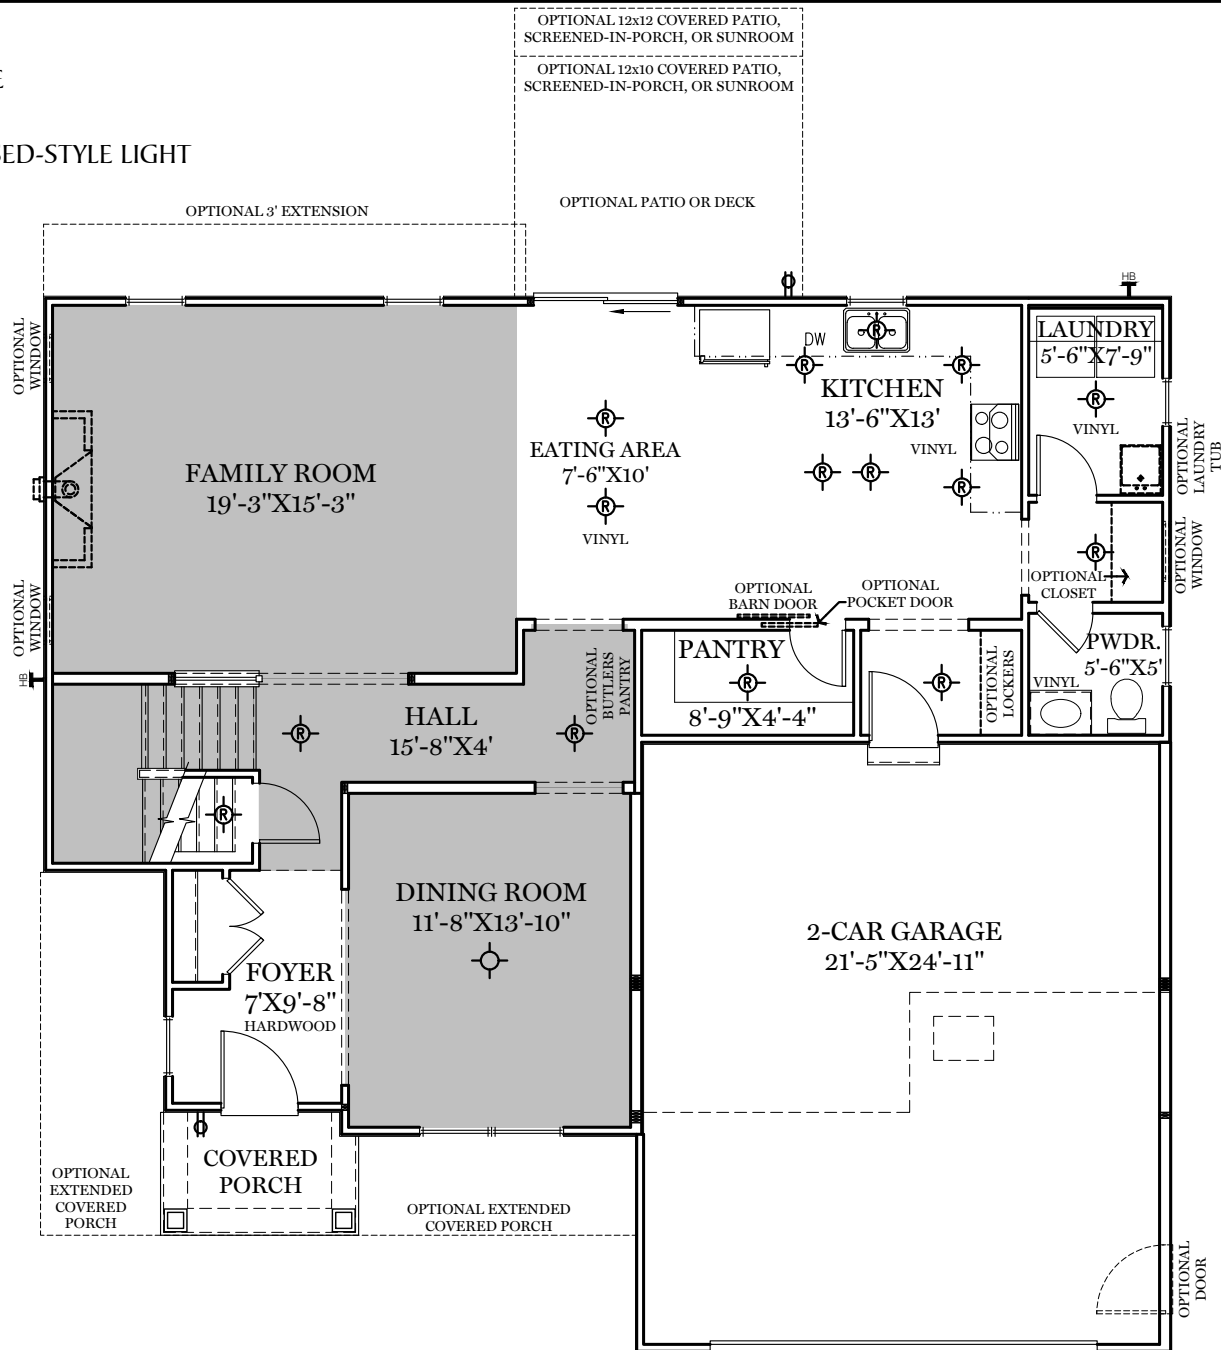 OPTIONAL 12x12 COVERED PATIO,
SCREENED-IN-PORCH, OR SUNROOM
OPTIONAL 12x10 COVERED PATIO,
SCREENED-IN-PORCH, OR SUNROOM
E
ED-STYLE LIGHT
OPTIONAL PATIO OR DECK
OPTIONAL 3' EXTENSION
HB
OPTIONAL
WINDOW
LAUNDRY
5'-6"X7'-9"
R
VINYL
OPTIONAL
LAUNDRY
TUB
DW
R
R
R
KITCHEN
13'-6"X13'
VINYL
R
R
R
R
EATING AREA
7'-6"X10'
R
VINYL
FAMILY ROOM
19'-3"X15'-3"
R
OPTIONAL
CLOSET
OPTIONAL
WINDOW
OPTIONAL
WINDOW
OPTIONAL
BARN DOOR
OPTIONAL
POCKET DOOR
PANTRY
R
8'-9"X4'-4"
R
OPTIONAL
LOCKERS
PWDR.
5'-6"X5'
VINYL
HB
OPTIONAL
BUTLERS
PANTRY
HALL
15'-8"X4'
R
R
R
DINING ROOM
11'-8"X13'-10"
2-CAR GARAGE
21'-5"X24'-11"
FOYER
7'X9'-8"
HARDWOOD
COVERED
PORCH
OPTIONAL
EXTENDED
COVERED
PORCH
OPTIONAL EXTENDED
COVERED PORCH
OPTIONAL
DOOR